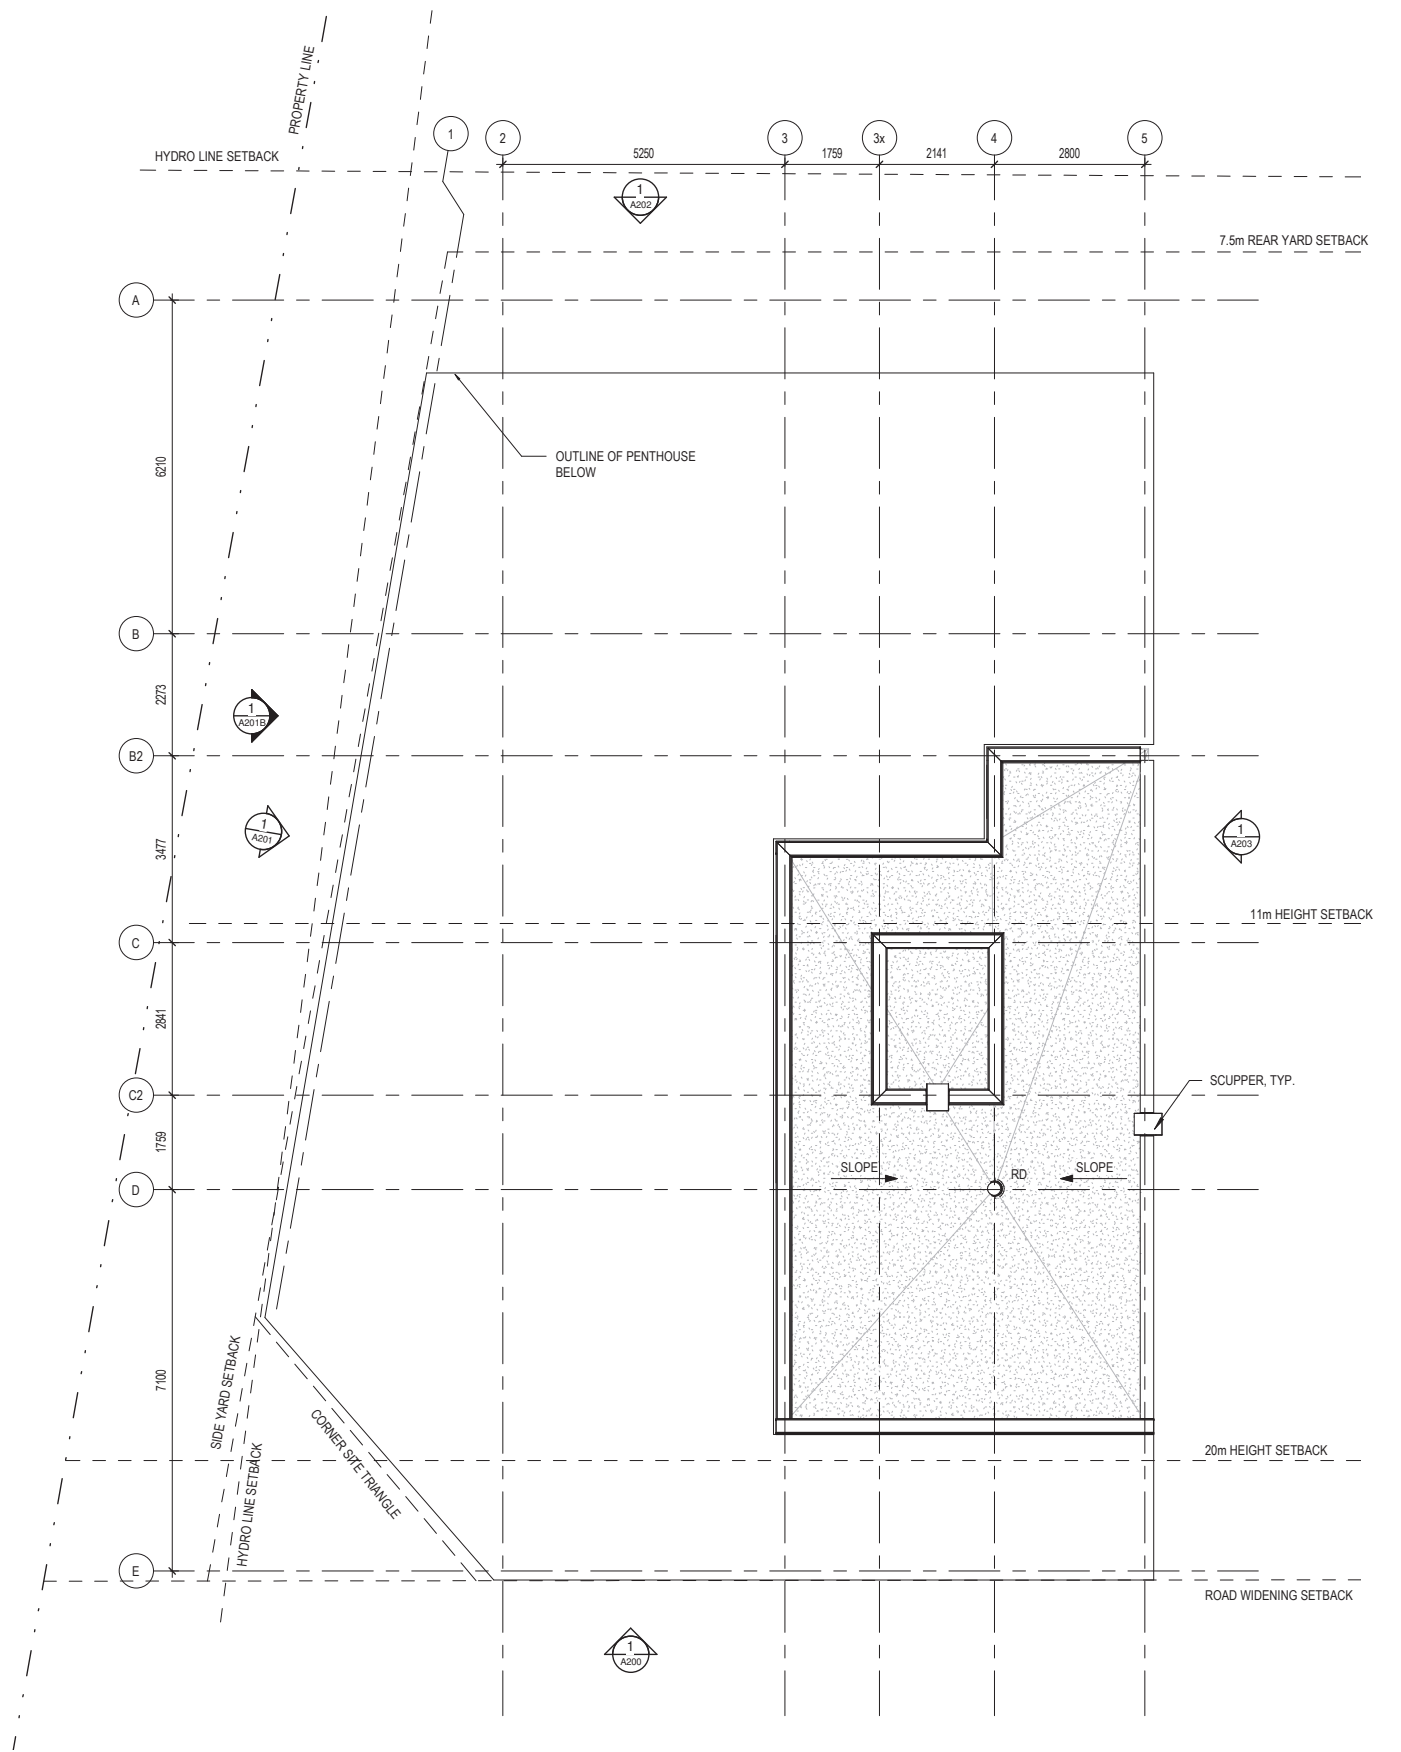 PROPERTY LINE
1
2
3
3x
4
5
5250
1759
2141
2800
HYDRO LINE SETBACK
1
A202
7.5m REAR YARD SETBACK
A
6210
OUTLINE OF PENTHOUSE
BELOW
B
2273
1
A201B
B2
3477
1
A201
1
A203
11m HEIGHT SETBACK
C
2841
C2
SCUPPER, TYP.
1759
SLOPE
RD
SLOPE
D
7100
SIDE YARD SETBACK
HYDRO LINE SETBACK
CORNER SITE TRIANGLE
20m HEIGHT SETBACK
E
ROAD WIDENING SETBACK
1
A200